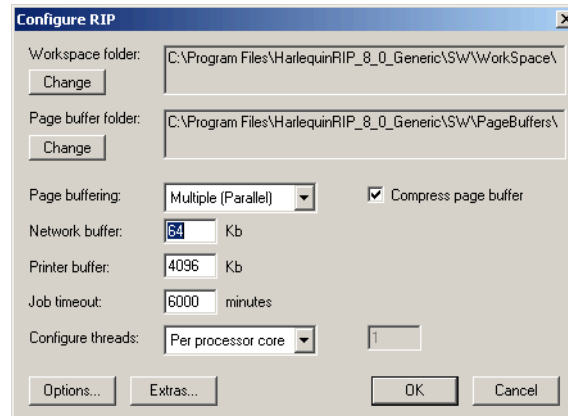 Configure RIP
Workspace folder: C:\Program Files\HarlequinRIP_8_0_Generic\SW\WorkSpace\
Change
Page buffer folder: C:\Program Files\HarlequinRIP_8_0_Generic\SW\PageBuffers\
Change
Page buffering: Multiple (Parallel) Compress page buffer
Network buffer: 64 Kb
Printer buffer: 4096 Kb
Job timeout: 6000 minutes
Configure threads: Per processor core 1
Options... Extras... OK Cancel